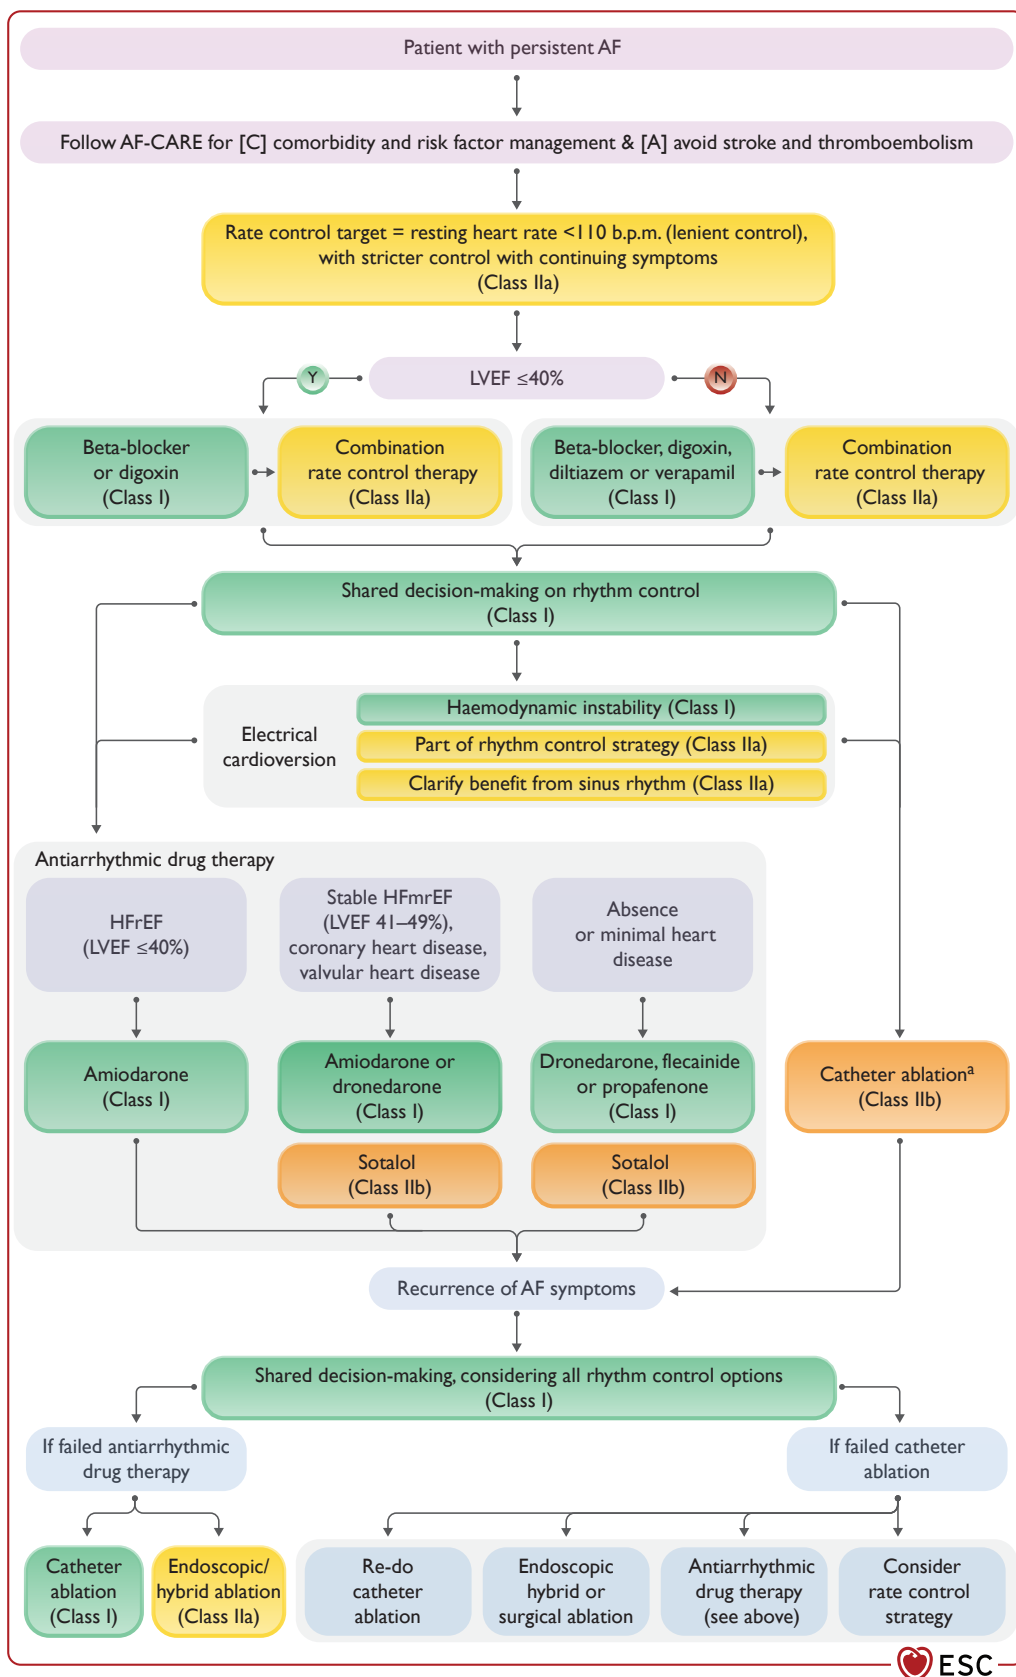 Patient with persistent AF
Follow AF-CARE for [C] comorbidity and risk factor management & [A] avoid stroke and thromboembolism
Rate control target = resting heart rate <110 b.p.m. (lenient control),
with stricter control with continuing symptoms
(Class IIa)
Y
LVEF ≤40%
N
Beta-blocker
or digoxin
(Class I)
Combination
rate control therapy
(Class IIa)
Beta-blocker, digoxin,
diltiazem or verapamil
(Class I)
Combination
rate control therapy
(Class IIa)
Shared decision-making on rhythm control
(Class I)
Electrical
cardioversion
Haemodynamic instability (Class I)
Part of rhythm control strategy (Class IIa)
Clarify benefit from sinus rhythm (Class IIa)
Antiarrhythmic drug therapy
HFrEF
(LVEF ≤40%)
Stable HFmrEF
(LVEF 41–49%),
coronary heart disease,
valvular heart disease
Absence
or minimal heart
disease
Amiodarone
(Class I)
Amiodarone or
dronedarone
(Class I)
Dronedarone, flecainide
or propafenone
(Class I)
Catheter ablationᵃ
(Class IIb)
Sotalol
(Class IIb)
Sotalol
(Class IIb)
Recurrence of AF symptoms
Shared decision-making, considering all rhythm control options
(Class I)
If failed antiarrhythmic
drug therapy
If failed catheter
ablation
Catheter
ablation
(Class I)
Endoscopic/
hybrid ablation
(Class IIa)
Re-do
catheter
ablation
Endoscopic
hybrid or
surgical ablation
Antiarrhythmic
drug therapy
(see above)
Consider
rate control
strategy
ESC